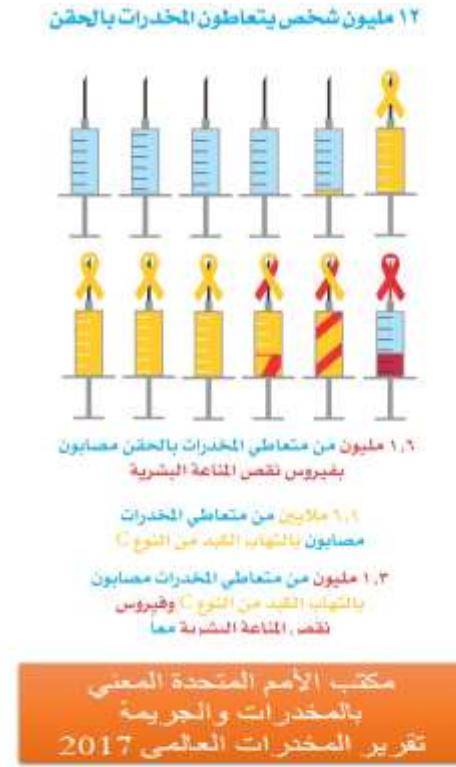 ١٢ مليون شخص يتعاطون المخدرات بالحقن
١,٦ مليون من متعاطي المخدرات بالحقن مصابون
بفيروس نقص المناعة البشرية
٦,١ ملايين من متعاطي المخدرات
مصابون بالتهاب الكبد من النوع C
١,٣ مليون من متعاطي المخدرات مصابون
بالتهاب الكبد من النوع C وفيروس
نقص المناعة البشرية معاً
مكتب الأمم المتحدة المعني
بالمخدرات والجريمة
تقرير المخدرات العالمى 2017